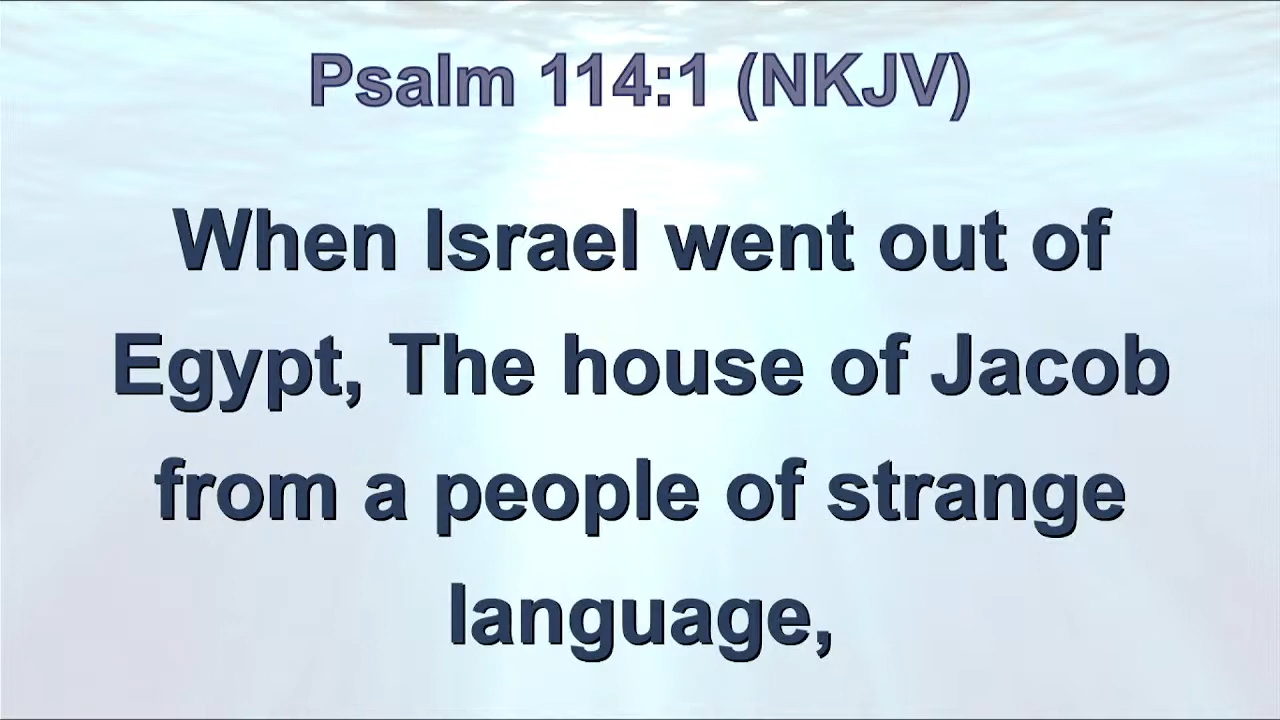 Psalm 114:1 (NKJV)
When Israel went out of
Egypt, The house of Jacob
from a people of strange
language,